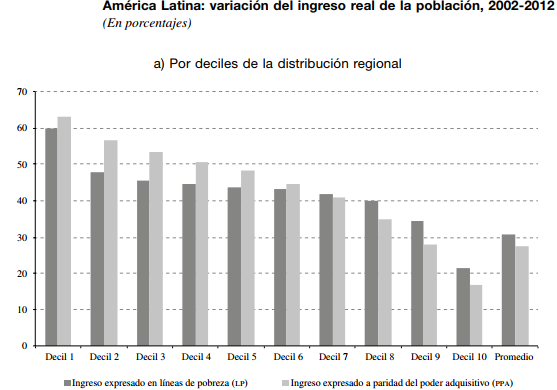 América Latina: variación del ingreso real de la población, 2002-2012
(En porcentajes)
a) Por deciles de la distribución regional
70
60
50
40
30
20
10
0
Decil 1 Decil 2 Decil 3 Decil 4 Decil 5 Decil 6 Decil 7 Decil 8 Decil 9 Decil 10 Promedio
Ingreso expresado en líneas de pobreza (LP) Ingreso expresado a paridad del poder adquisitivo (PPA)